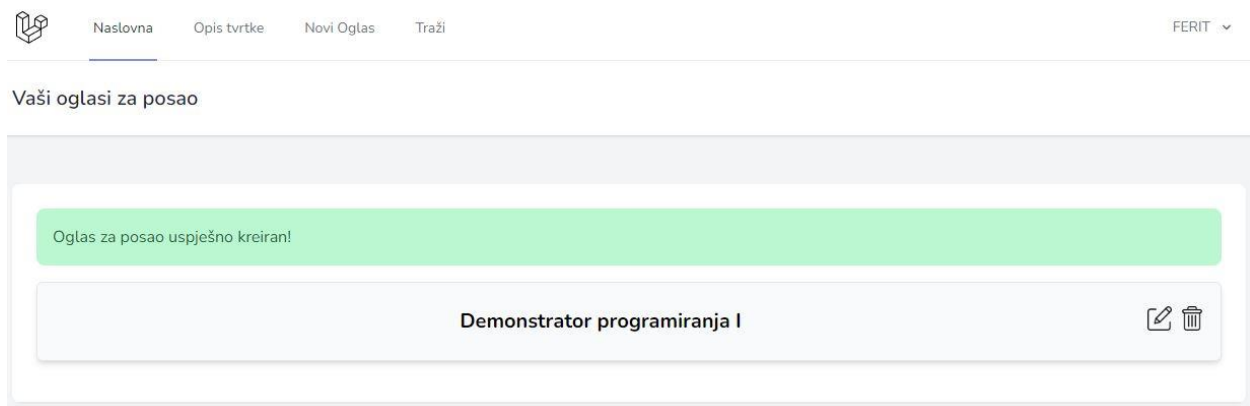 Naslovna Opis tvrtke Novi Oglas Traži FERIT
Vaši oglasi za posao
Oglas za posao uspješno kreiran!
Demonstrator programiranja I